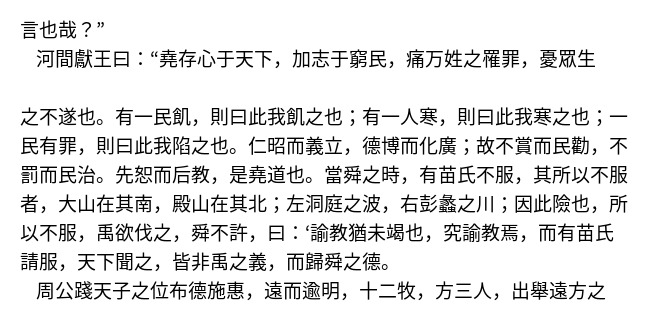 言也哉？”
河間獻王曰：“堯存心于天下，加志于窮民，痛万姓之罹罪，憂眾生
之不遂也。有一民飢，則曰此我飢之也；有一人寒，則曰此我寒之也；一
民有罪，則曰此我陷之也。仁昭而義立，德博而化廣；故不賞而民勸，不
罰而民治。先恕而后教，是堯道也。當舜之時，有苗氏不服，其所以不服
者，大山在其南，殿山在其北；左洞庭之波，右彭蠡之川；因此險也，所
以不服，禹欲伐之，舜不許，曰：‘諭教猶未竭也，究諭教焉，而有苗氏
請服，天下聞之，皆非禹之義，而歸舜之德。
周公踐天子之位布德施惠，遠而逾明，十二牧，方三人，出舉遠方之